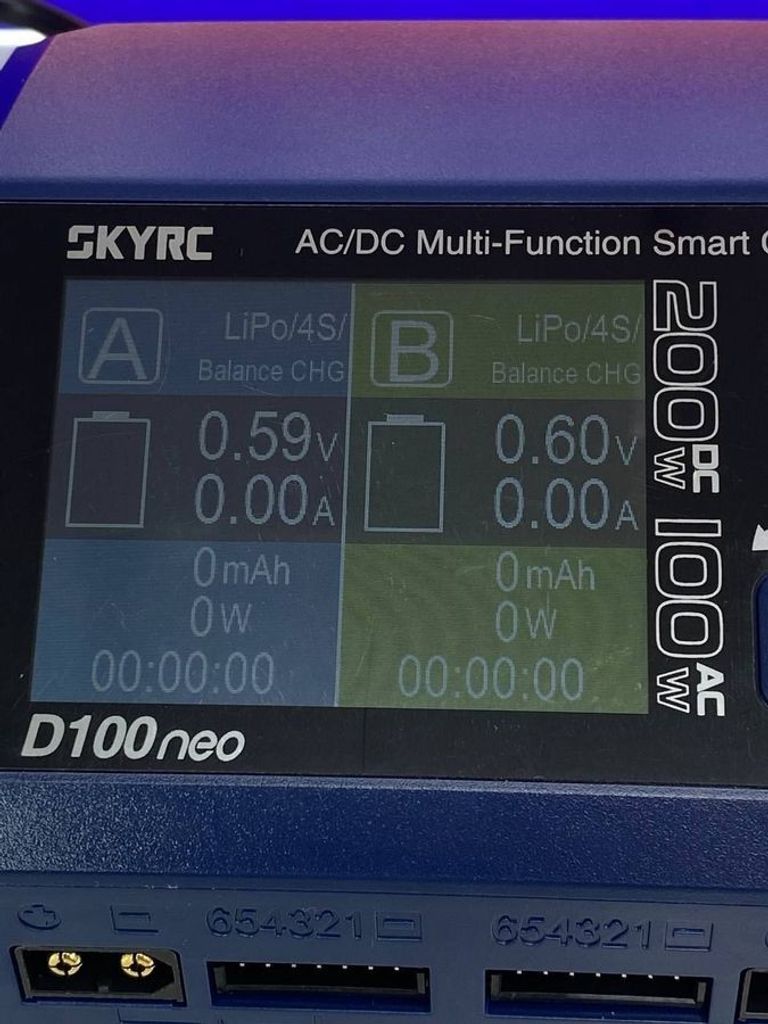 SKYRC
AC/DC Multi-Function Smart
A
LiPo/4S/
Balance CHG
0.59V
0.00A
0mAh
0W
00:00:00
B
LiPo/4S/
Balance CHG
0.60V
0.00A
0mAh
0W
00:00:00
200W DC
100W AC
D100neo
654321
654321